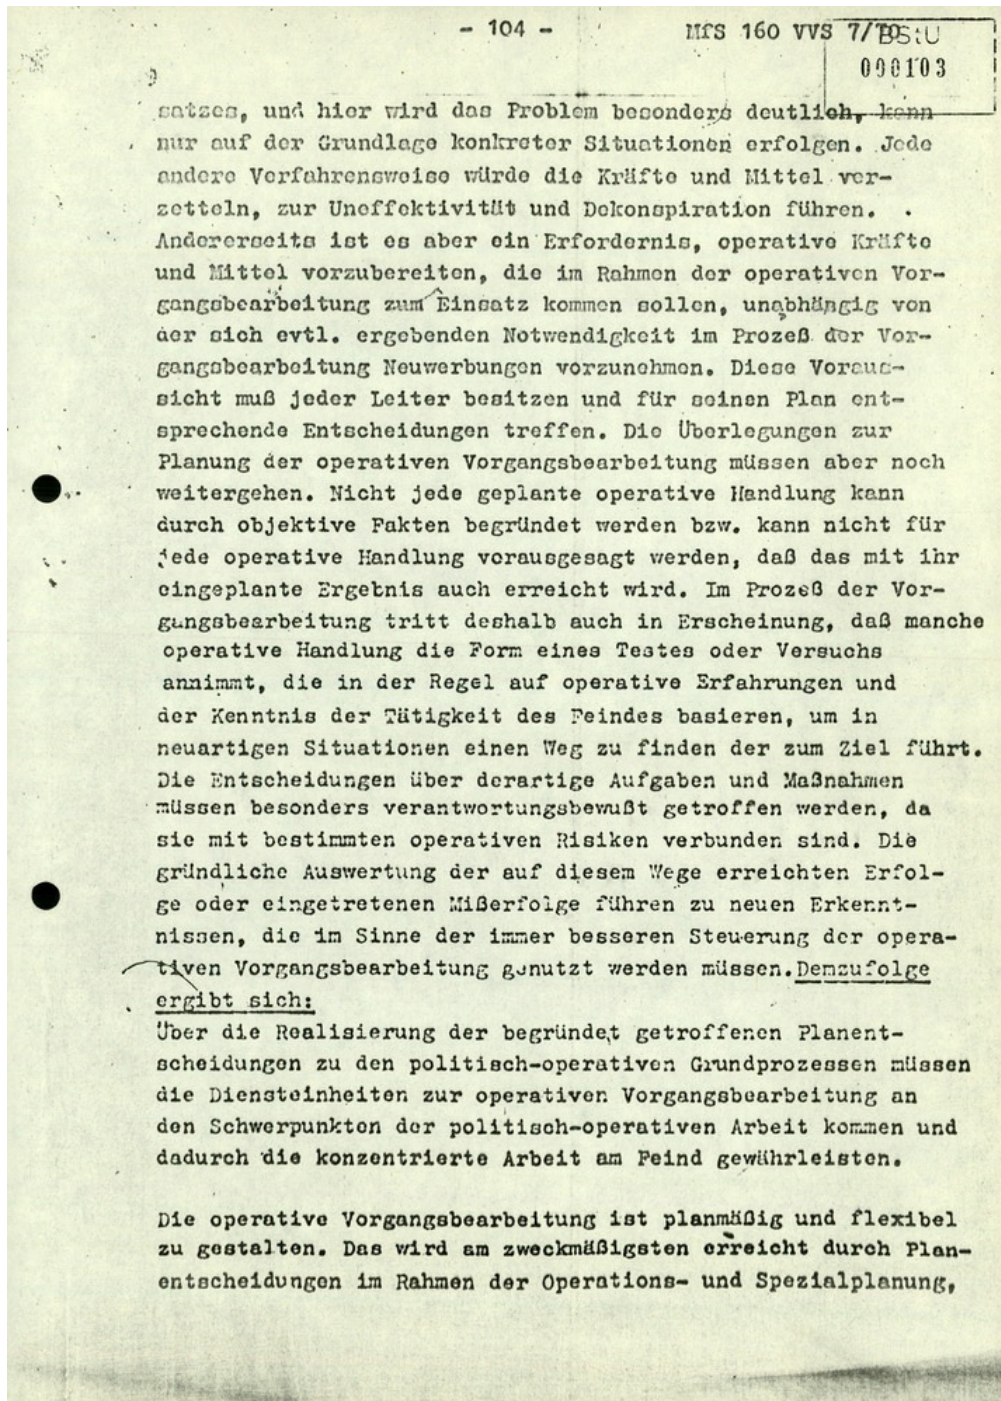 - 104 -
MfS 160 VVS 7/70
BStU
000103
satzes, und hier wird das Problem besonders deutlich, kann
nur auf der Grundlage konkreter Situationen erfolgen. Jede
andere Verfahrensweise würde die Kräfte und Mittel ver-
zetteln, zur Uneffektivität und Dekonspiration führen.
Andererseits ist es aber ein Erfordernis, operative Kräfte
und Mittel vorzubereiten, die im Rahmen der operativen Vor-
gangsbearbeitung zum Einsatz kommen sollen, unabhängig von
der sich evtl. ergebenden Notwendigkeit im Prozeß der Vor-
gangsbearbeitung Neuwerbungen vorzunehmen. Diese Voraus-
sicht muß jeder Leiter besitzen und für seinen Plan ent-
sprechende Entscheidungen treffen. Die Überlegungen zur
Planung der operativen Vorgangsbearbeitung müssen aber noch
weitergehen. Nicht jede geplante operative Handlung kann
durch objektive Fakten begründet werden bzw. kann nicht für
jede operative Handlung vorausgesagt werden, daß das mit ihr
eingeplante Ergebnis auch erreicht wird. Im Prozeß der Vor-
gangsbearbeitung tritt deshalb auch in Erscheinung, daß manche
operative Handlung die Form eines Testes oder Versuchs
annimmt, die in der Regel auf operative Erfahrungen und
der Kenntnis der Tätigkeit des Feindes basieren, um in
neuartigen Situationen einen Weg zu finden der zum Ziel führt.
Die Entscheidungen über derartige Aufgaben und Maßnahmen
müssen besonders verantwortungsbewußt getroffen werden, da
sie mit bestimmten operativen Risiken verbunden sind. Die
gründliche Auswertung der auf diesem Wege erreichten Erfol-
ge oder eingetretenen Mißerfolge führen zu neuen Erkennt-
nissen, die im Sinne der immer besseren Steuerung der opera-
tiven Vorgangsbearbeitung genutzt werden müssen. Demzufolge
ergibt sich:
Über die Realisierung der begründet getroffenen Planent-
scheidungen zu den politisch-operativen Grundprozessen müssen
die Diensteinheiten zur operativen Vorgangsbearbeitung an
den Schwerpunkten der politisch-operativen Arbeit kommen und
dadurch die konzentrierte Arbeit am Feind gewährleisten.
Die operative Vorgangsbearbeitung ist planmäßig und flexibel
zu gestalten. Das wird am zweckmäßigsten erreicht durch Plan-
entscheidungen im Rahmen der Operations- und Spezialplanung,